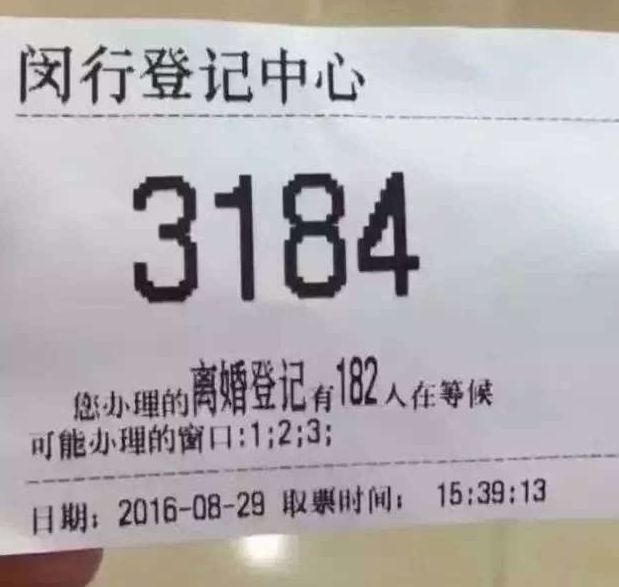 闵行登记中心
3184
您办理的离婚登记有182人在等候
可能办理的窗口:1;2;3;
日期: 2016-08-29 取票时间: 15:39:13